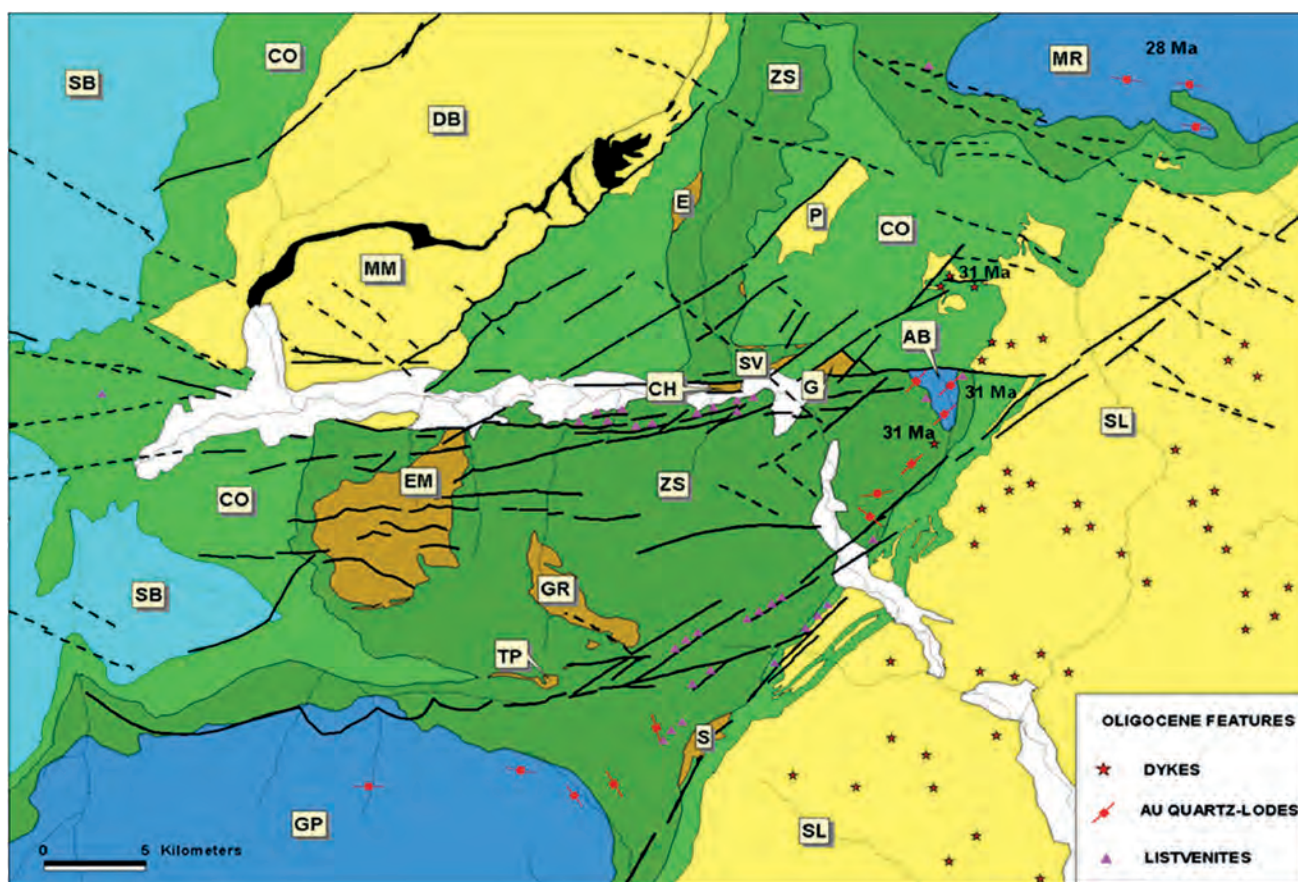 CO
SB
DB
ZS
MR
28 Ma
E
P
CO
MM
31 Ma
AB
SV
CH
G
31 Ma
31 Ma
SL
EM
ZS
CO
SB
GR
TP
S
GP
SL
0 5 Kilometers
OLIGOCENE FEATURES
DYKES
AU QUARTZ-LODES
LISTVENITES